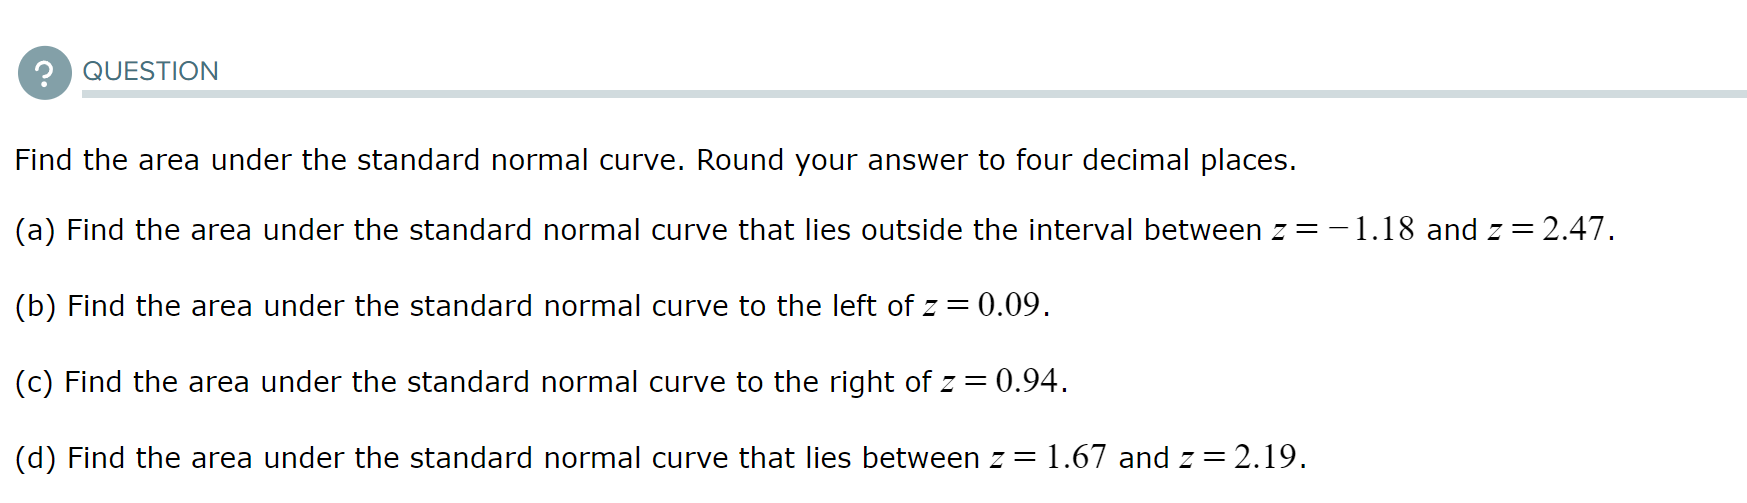 ?
QUESTION
Find the area under the standard normal curve. Round your answer to four decimal places.
(a) Find the area under the standard normal curve that lies outside the interval between z = −1.18 and z = 2.47.
(b) Find the area under the standard normal curve to the left of z = 0.09.
(c) Find the area under the standard normal curve to the right of z = 0.94.
(d) Find the area under the standard normal curve that lies between z = 1.67 and z = 2.19.